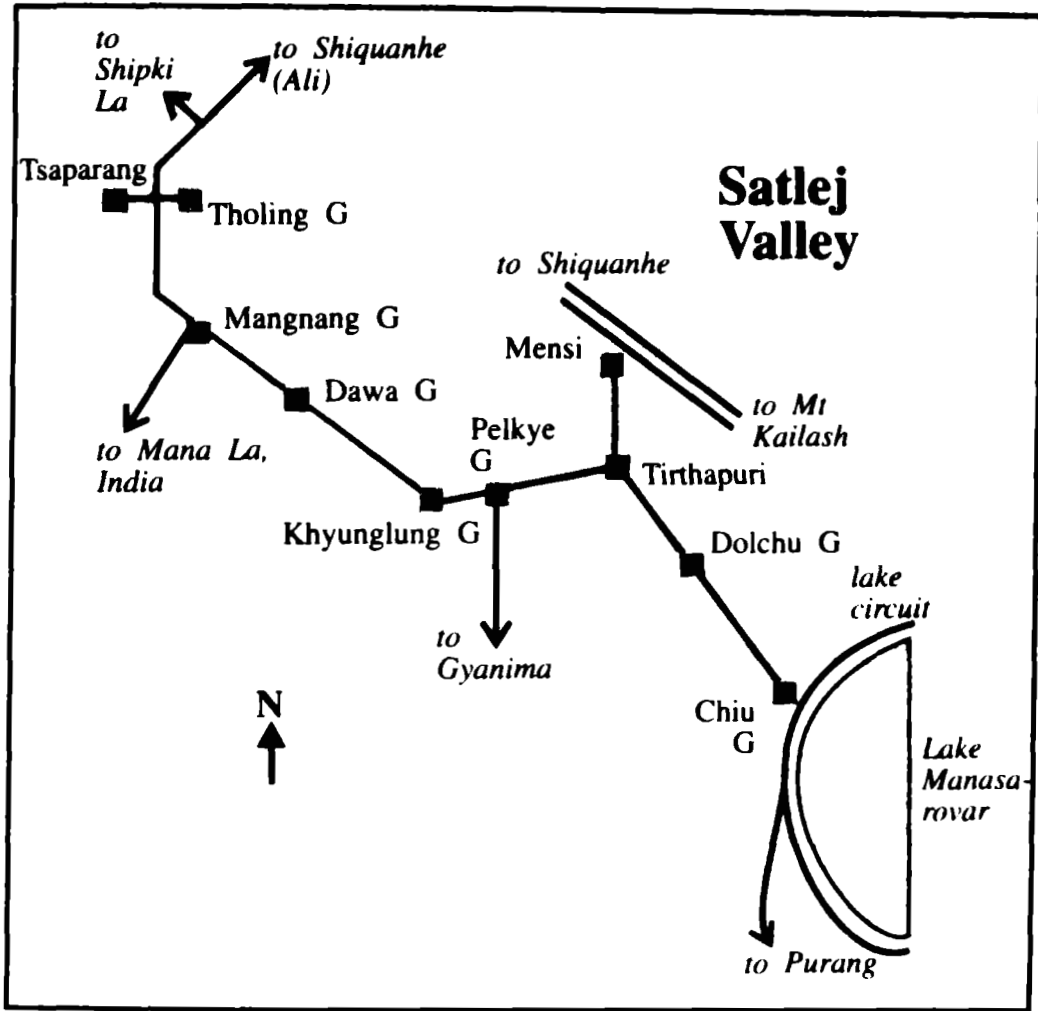 to
Shipki
La
to Shiquanhe
(Ali)
Tsaparang
Tholing G
Satlej
Valley
to Shiquanhe
Mangnang G
Mensi
Dawa G
to Mt
Kailash
Pelkye
G
to Mana La,
India
Tirthapuri
Khyunglung G
Dolchu G
lake
circuit
to
Gyanima
N
Chiu
G
Lake
Manasa-
rovar
to Purang